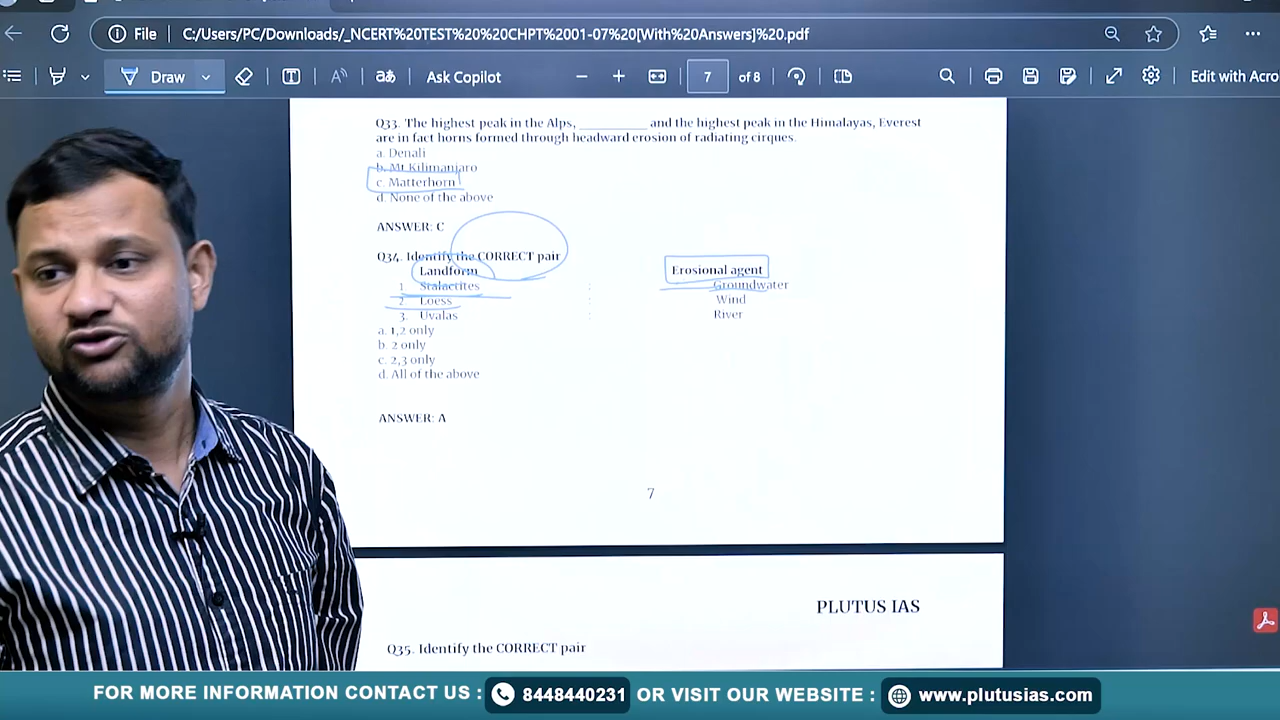 File C:/Users/PC/Downloads/_NCERT%20TEST%20%20CHPT%2001-07%20[With%20Answers]%20.pdf
Draw
aあ
Ask Copilot
7 of 8
Edit with Acro
Q33. The highest peak in the Alps, __________ and the highest peak in the Himalayas, Everest
are in fact horns formed through headward erosion of radiating cirques.
a. Denali
b. Mt Kilimanjaro
c. Matterhorn
d. None of the above
ANSWER: C
Q34. Identify the CORRECT pair
Landform Erosional agent
1 Stalactites : Groundwater
2 Loess : Wind
3. Uvalas : River
a. 1,2 only
b. 2 only
c. 2,3 only
d. All of the above
ANSWER: A
7
PLUTUS IAS
Q35. Identify the CORRECT pair
FOR MORE INFORMATION CONTACT US : 8448440231 OR VISIT OUR WEBSITE : www.plutusias.com